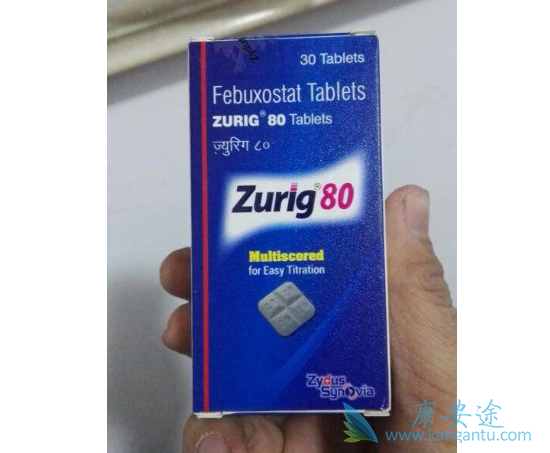 30 Tablets
Febuxostat Tablets
ZURIG® 80 Tablets
ज़्युरिग ८०
Zurig® 80
Multiscored
for Easy Titration
Zydus
Synovia
康安途
www.kangantu.com